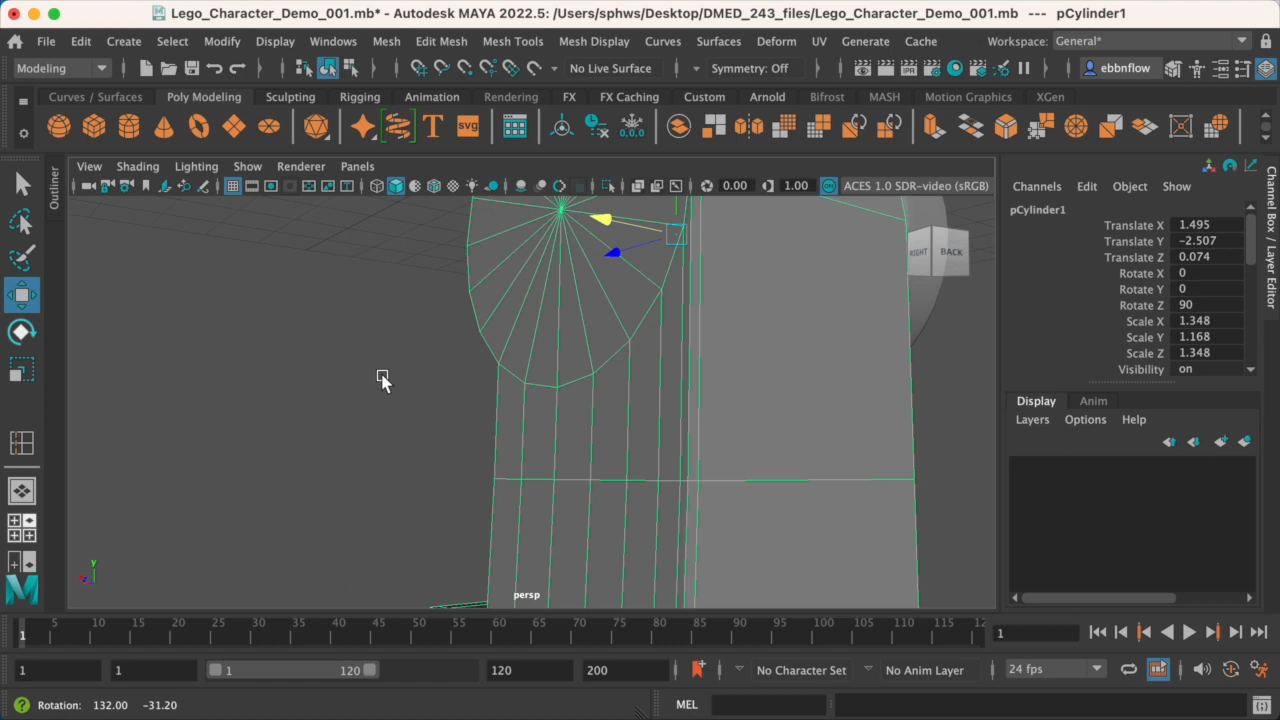 Lego_Character_Demo_001.mb* - Autodesk MAYA 2022.5: /Users/sphws/Desktop/DMED_243_files/Lego_Character_Demo_001.mb --- pCylinder1
File Edit Create Select Modify Display Windows Mesh Edit Mesh Mesh Tools Mesh Display Curves Surfaces Deform UV Generate Cache Workspace: General*
Modeling No Live Surface Symmetry: Off IPR ebbnflow
Curves / Surfaces Poly Modeling Sculpting Rigging Animation Rendering FX FX Caching Custom Arnold Bifrost MASH Motion Graphics XGen
T SVG 0,0,0
Outliner
View Shading Lighting Show Renderer Panels
0.00 1.00 ACES 1.0 SDR-video (sRGB)
Channels Edit Object Show
pCylinder1
Translate X 1.495
Translate Y -2.507
Translate Z 0.074
Rotate X 0
Rotate Y 0
Rotate Z 90
Scale X 1.348
Scale Y 1.168
Scale Z 1.348
Visibility on
Channel Box / Layer Editor
RIGHT BACK
Display Anim
Layers Options Help
y
persp
1 5 10 15 20 25 30 35 40 45 50 55 60 65 70 75 80 85 90 95 100 105 110 115 12
1
1 1 1 120 120 200 No Character Set No Anim Layer 24 fps
Rotation: 132.00 -31.20 MEL